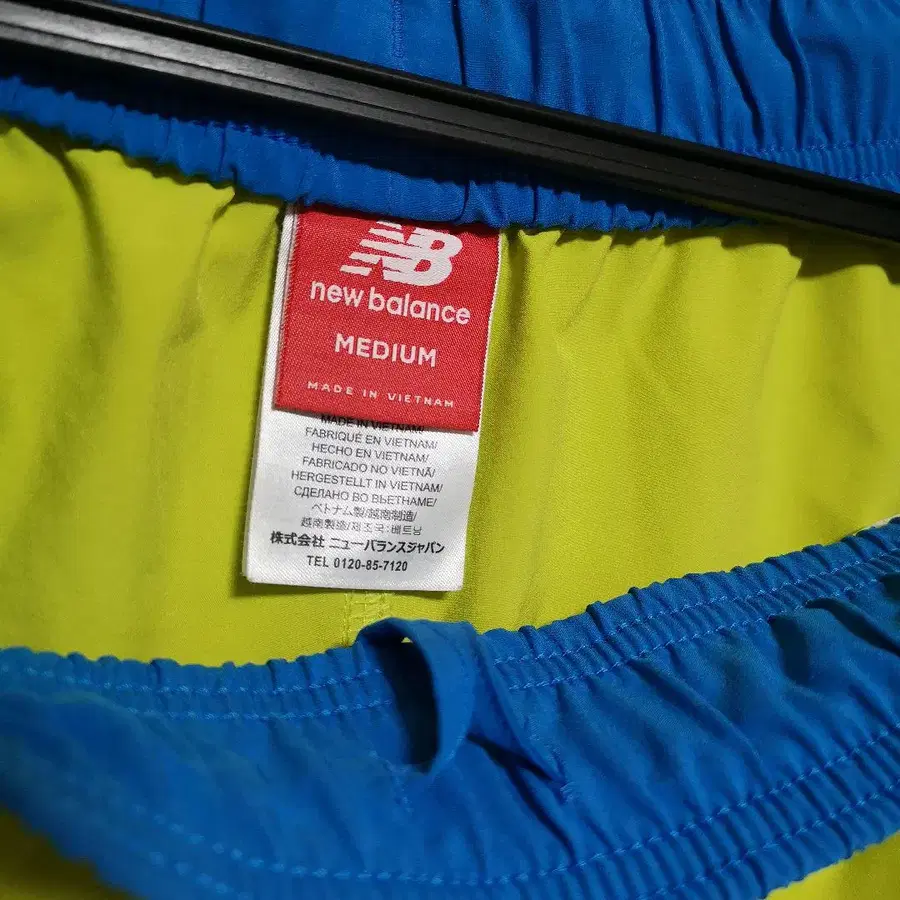 NB
new balance
MEDIUM
MADE IN VIETNAM
MADE IN VIETNAM/
FABRIQUÉ EN VIETNAM/
HECHO EN VIETNAM/
FABRICADO NO VIETNÃ/
HERGESTELLT IN VIETNAM/
СДЕЛАНО ВО ВЬЕТНАМЕ/
ベトナム製/越南制造/
越南製造/제조국:베트남
株式会社 ニューバランスジャパン
TEL 0120-85-7120